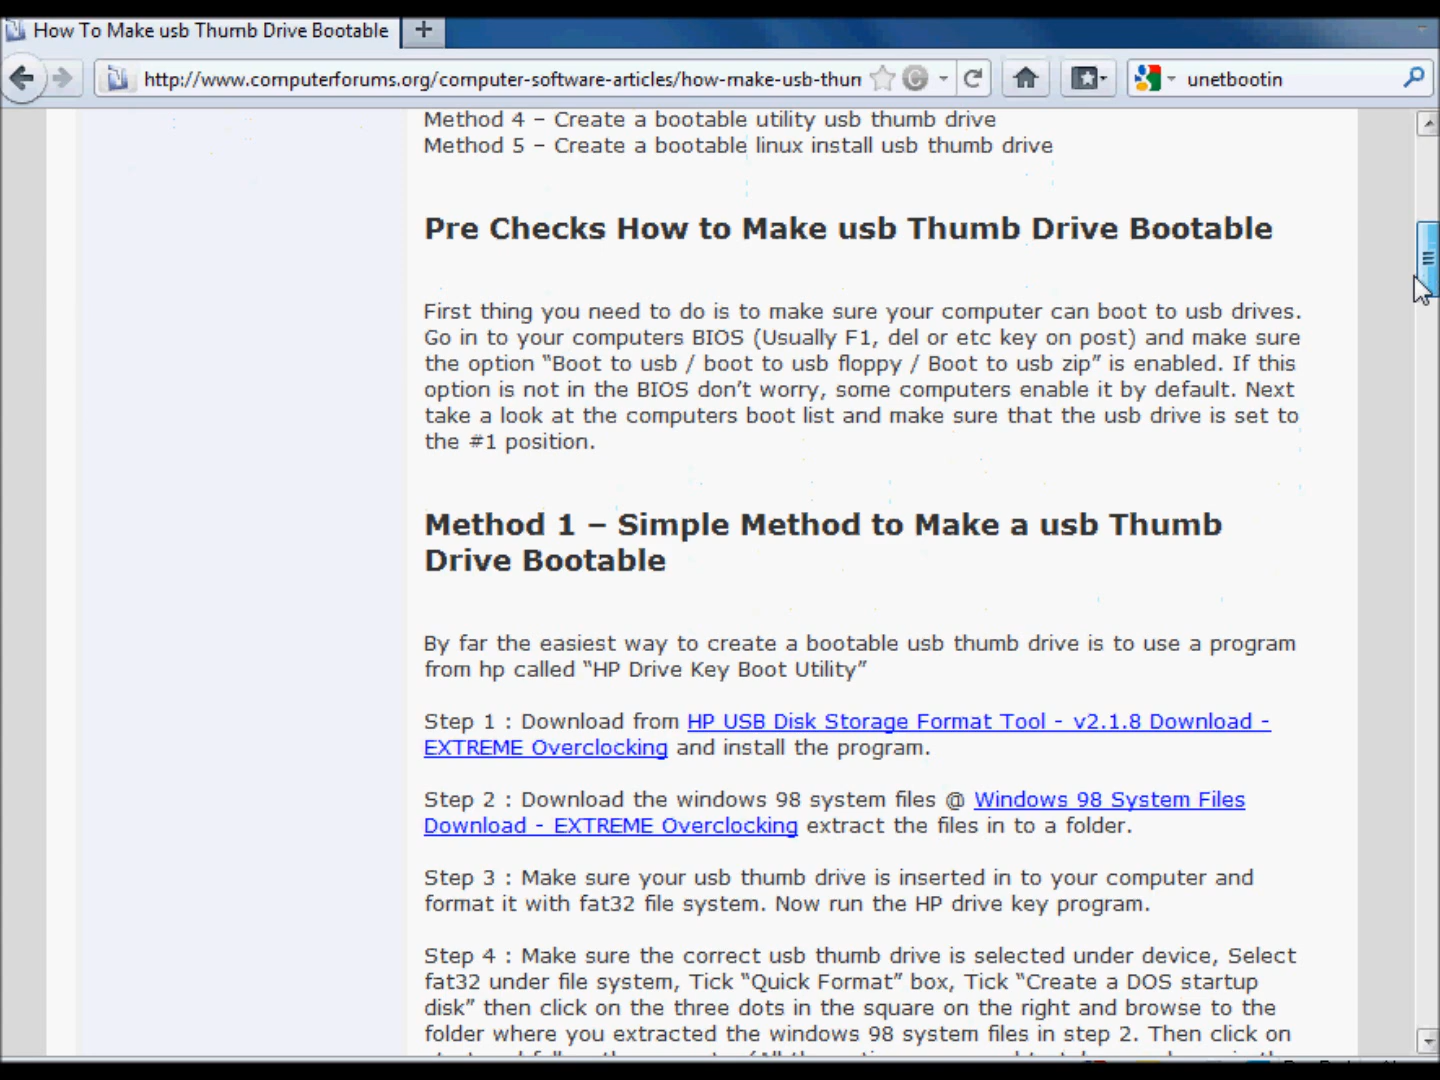 How To Make usb Thumb Drive Bootable
http://www.computerforums.org/computer-software-articles/how-make-usb-thun
unetbootin
Method 4 – Create a bootable utility usb thumb drive
Method 5 – Create a bootable linux install usb thumb drive
Pre Checks How to Make usb Thumb Drive Bootable
First thing you need to do is to make sure your computer can boot to usb drives.
Go in to your computers BIOS (Usually F1, del or etc key on post) and make sure
the option “Boot to usb / boot to usb floppy / Boot to usb zip” is enabled. If this
option is not in the BIOS don’t worry, some computers enable it by default. Next
take a look at the computers boot list and make sure that the usb drive is set to
the #1 position.
Method 1 – Simple Method to Make a usb Thumb
Drive Bootable
By far the easiest way to create a bootable usb thumb drive is to use a program
from hp called “HP Drive Key Boot Utility”
Step 1 : Download from HP USB Disk Storage Format Tool - v2.1.8 Download -
EXTREME Overclocking and install the program.
Step 2 : Download the windows 98 system files @ Windows 98 System Files
Download - EXTREME Overclocking extract the files in to a folder.
Step 3 : Make sure your usb thumb drive is inserted in to your computer and
format it with fat32 file system. Now run the HP drive key program.
Step 4 : Make sure the correct usb thumb drive is selected under device, Select
fat32 under file system, Tick “Quick Format” box, Tick “Create a DOS startup
disk” then click on the three dots in the square on the right and browse to the
folder where you extracted the windows 98 system files in step 2. Then click on